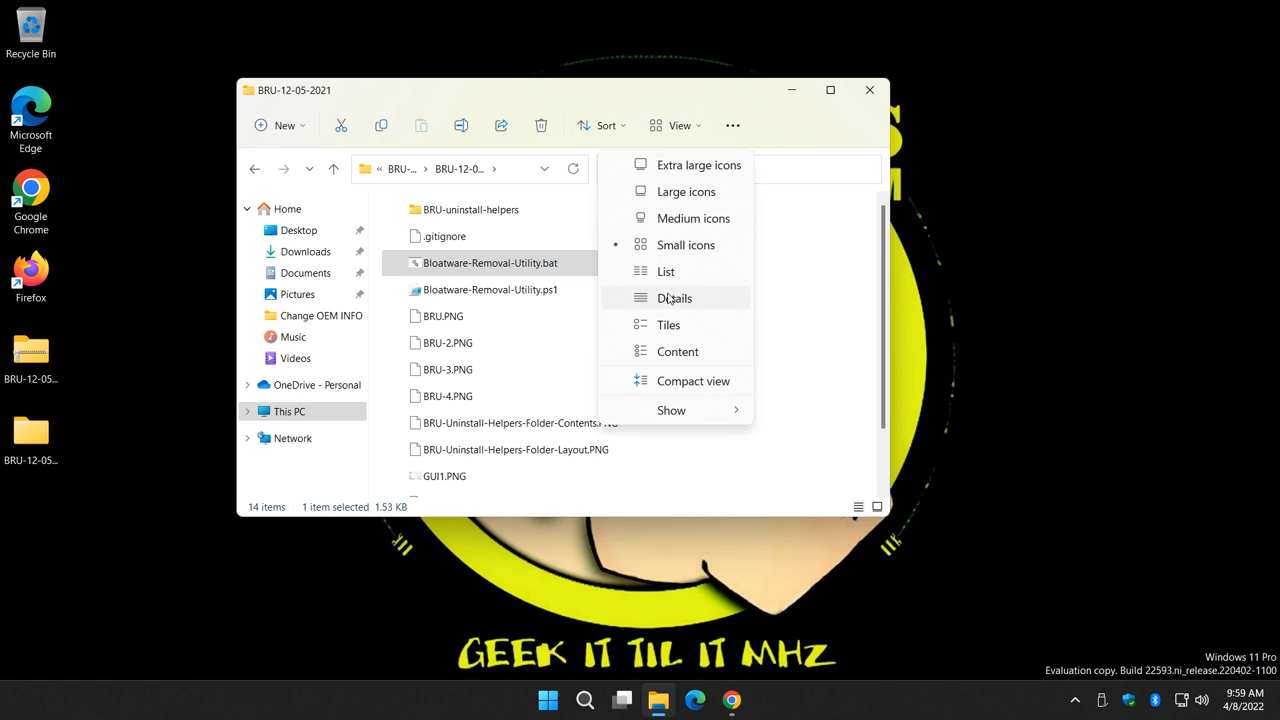 Recycle Bin
Microsoft
Edge
Google
Chrome
Firefox
BRU-12-05...
BRU-12-05...
BRU-12-05-2021
New
Sort
View
« BRU-... > BRU-12-0... >
Home
Desktop
Downloads
Documents
Pictures
Change OEM INFO
Music
Videos
OneDrive - Personal
This PC
Network
BRU-uninstall-helpers
.gitignore
Bloatware-Removal-Utility.bat
Bloatware-Removal-Utility.ps1
BRU.PNG
BRU-2.PNG
BRU-3.PNG
BRU-4.PNG
BRU-Uninstall-Helpers-Folder-Contents.PNG
BRU-Uninstall-Helpers-Folder-Layout.PNG
GUI1.PNG
Extra large icons
Large icons
Medium icons
Small icons
List
Details
Tiles
Content
Compact view
Show
14 items 1 item selected 1.53 KB
GEEK IT TIL IT MHZ
Windows 11 Pro
Evaluation copy. Build 22593.ni_release.220402-1100
9:59 AM
4/8/2022